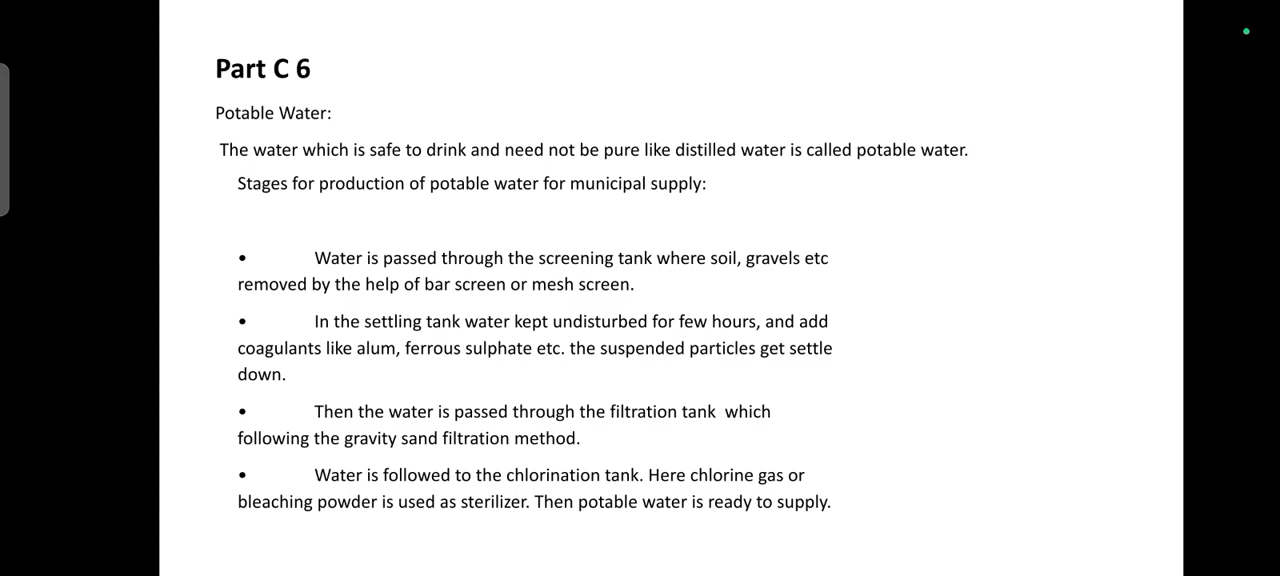 Part C 6
Potable Water:
The water which is safe to drink and need not be pure like distilled water is called potable water.
Stages for production of potable water for municipal supply:
• Water is passed through the screening tank where soil, gravels etc
removed by the help of bar screen or mesh screen.
• In the settling tank water kept undisturbed for few hours, and add
coagulants like alum, ferrous sulphate etc. the suspended particles get settle
down.
• Then the water is passed through the filtration tank  which
following the gravity sand filtration method.
• Water is followed to the chlorination tank. Here chlorine gas or
bleaching powder is used as sterilizer. Then potable water is ready to supply.